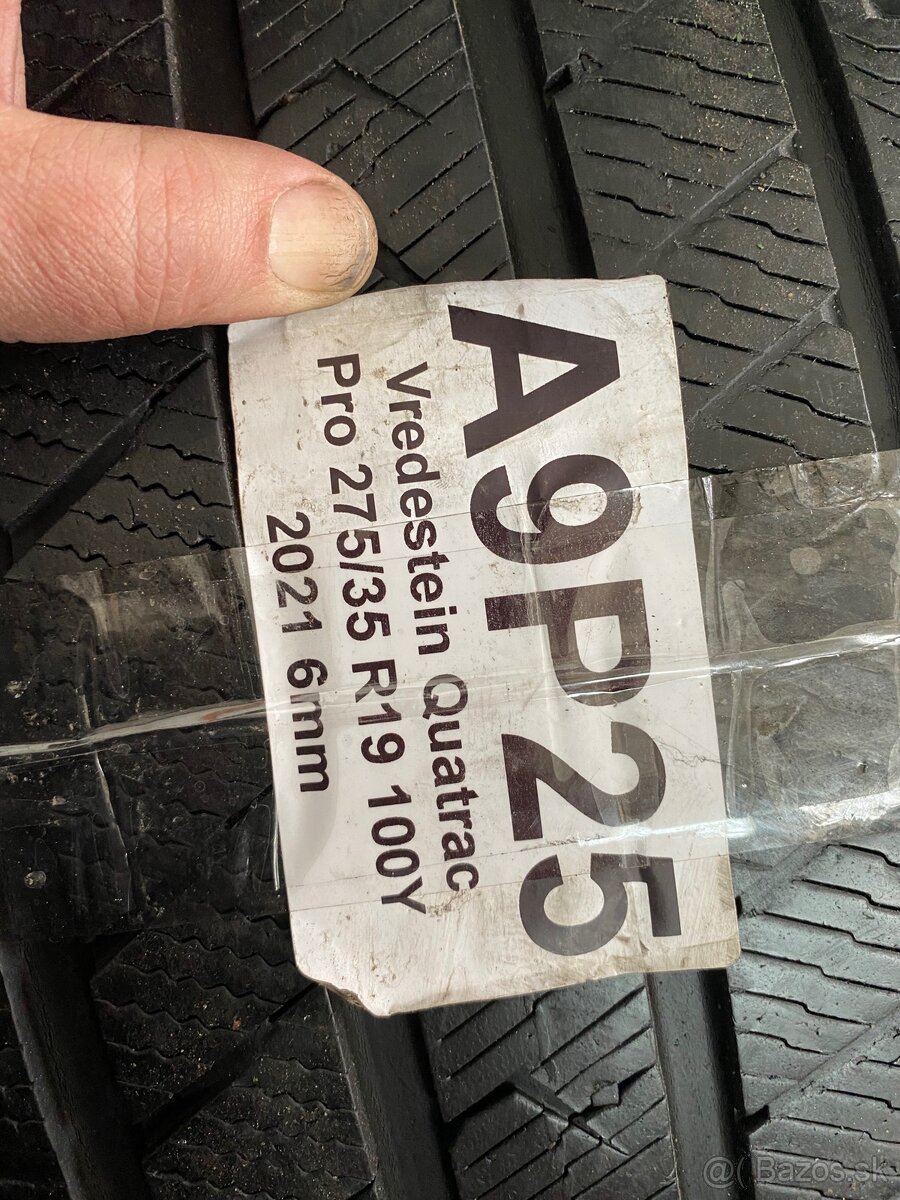 A9P25
Vredestein Quatrac
Pro 275/35 R19 100Y
2021 6mm
@( Bazos.sk